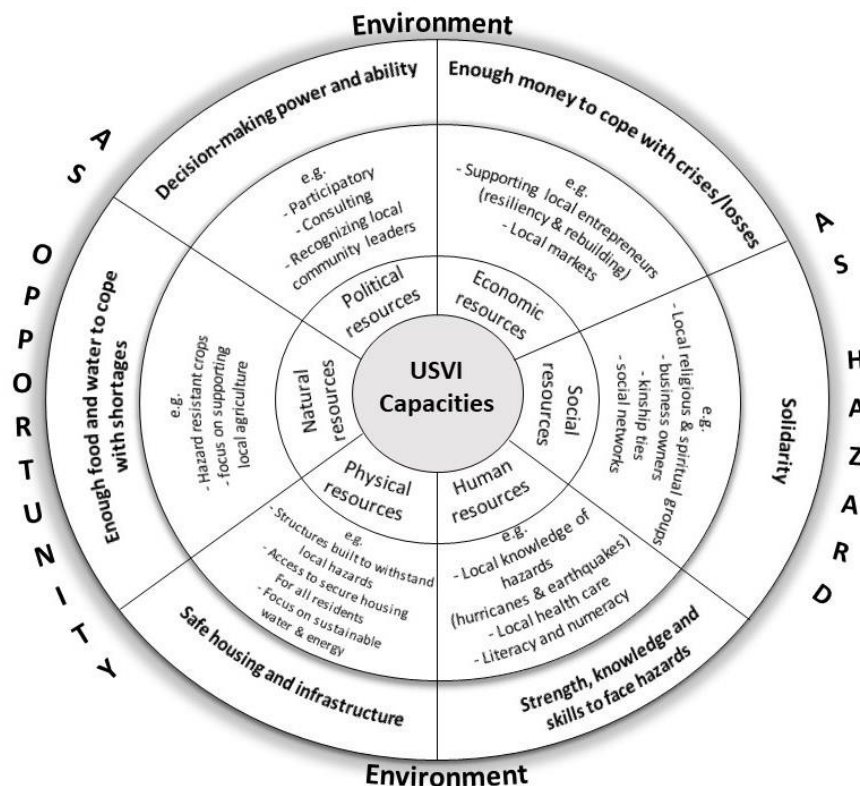 Environment
Decision-making power and ability
Enough money to cope with crises/losses
AS OPPORTUNITY
AS HAZARD
e.g.
- Participatory
- Consulting
- Recognizing local
community leaders
e.g.
- Supporting local entrepreneurs
(resiliency & rebuilding)
- Local markets
Political
resources
Economic
resources
Enough food and water to cope
with shortages
e.g.
- Hazard resistant crops
- focus on supporting
local agriculture
Natural
resources
USVI
Capacities
Social
resources
e.g.
- Local religious & spiritual groups
- business owners
- kinship ties
- social networks
Solidarity
Physical
resources
Human
resources
e.g.
- Structures built to withstand
local hazards
- Access to secure housing
For all residents
- Focus on sustainable
water & energy
e.g.
- Local knowledge of
hazards
(hurricanes & earthquakes)
- Local health care
- Literacy and numeracy
Safe housing and infrastructure
Strength, knowledge and
skills to face hazards
Environment